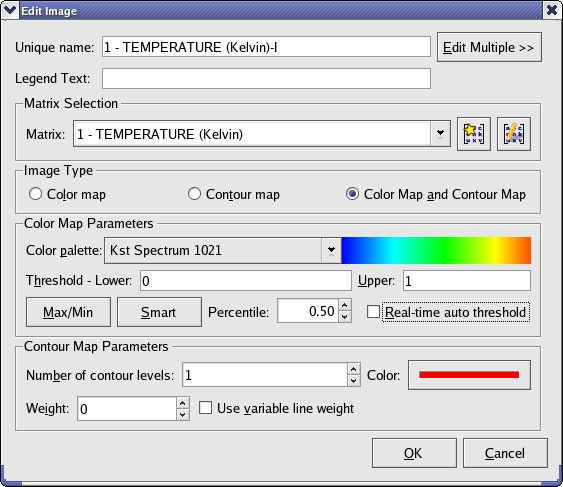 Edit Image
Unique name: 1 - TEMPERATURE (Kelvin)-I Edit Multiple >>
Legend Text:
Matrix Selection
Matrix: 1 - TEMPERATURE (Kelvin)
Image Type
Color map Contour map Color Map and Contour Map
Color Map Parameters
Color palette: Kst Spectrum 1021
Threshold - Lower: 0 Upper: 1
Max/Min Smart Percentile: 0.50 Real-time auto threshold
Contour Map Parameters
Number of contour levels: 1 Color:
Weight: 0 Use variable line weight
OK Cancel